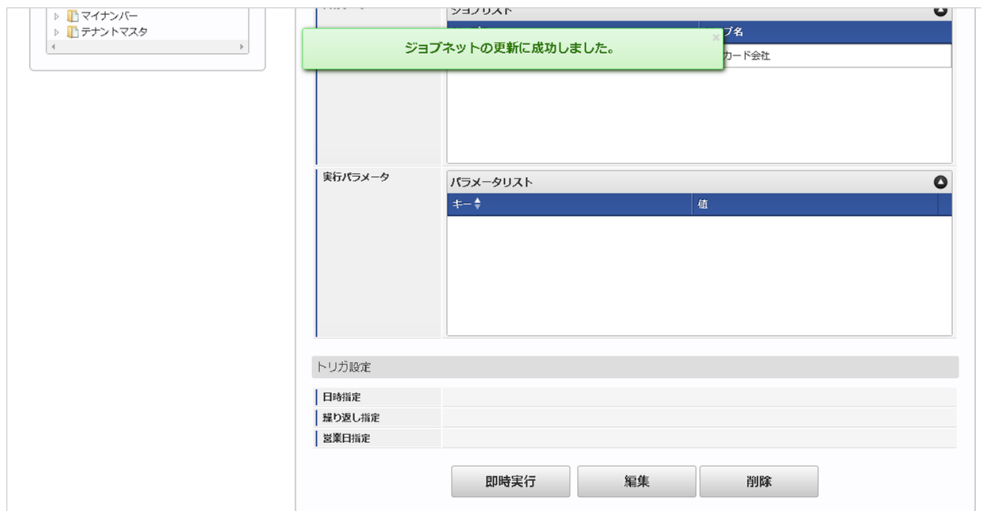 マイナンバー
テナントマスタ
ジョブリスト
ブ名
カード会社
ジョブネットの更新に成功しました。
実行パラメータ
パラメータリスト
キー
値
トリガ設定
日時指定
繰り返し指定
営業日指定
即時実行
編集
削除